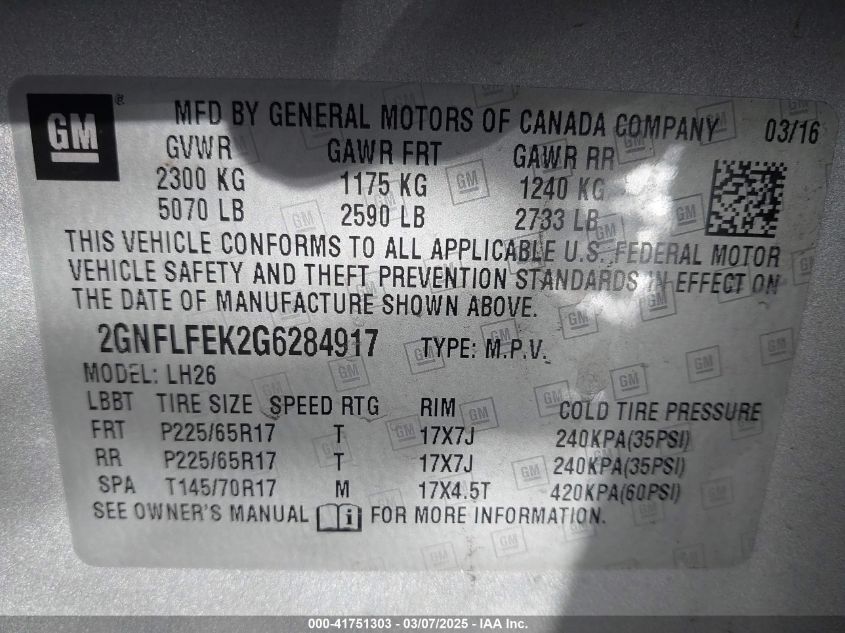 GM ® MFD BY GENERAL MOTORS OF CANADA COMPANY 03/16
GVWR GAWR FRT GAWR RR
2300 KG 1175 KG 1240 KG
5070 LB 2590 LB 2733 LB
THIS VEHICLE CONFORMS TO ALL APPLICABLE U.S. FEDERAL MOTOR
VEHICLE SAFETY AND THEFT PREVENTION STANDARDS IN EFFECT ON
THE DATE OF MANUFACTURE SHOWN ABOVE.
2GNFLFEK2G6284917 TYPE: M.P.V.
MODEL: LH26
LBBT TIRE SIZE SPEED RTG RIM COLD TIRE PRESSURE
FRT P225/65R17 T 17X7J 240KPA(35PSI)
RR P225/65R17 T 17X7J 240KPA(35PSI)
SPA T145/70R17 M 17X4.5T 420KPA(60PSI)
SEE OWNER'S MANUAL i FOR MORE INFORMATION.
000-41751303 — 03/07/2025 — IAA Inc.